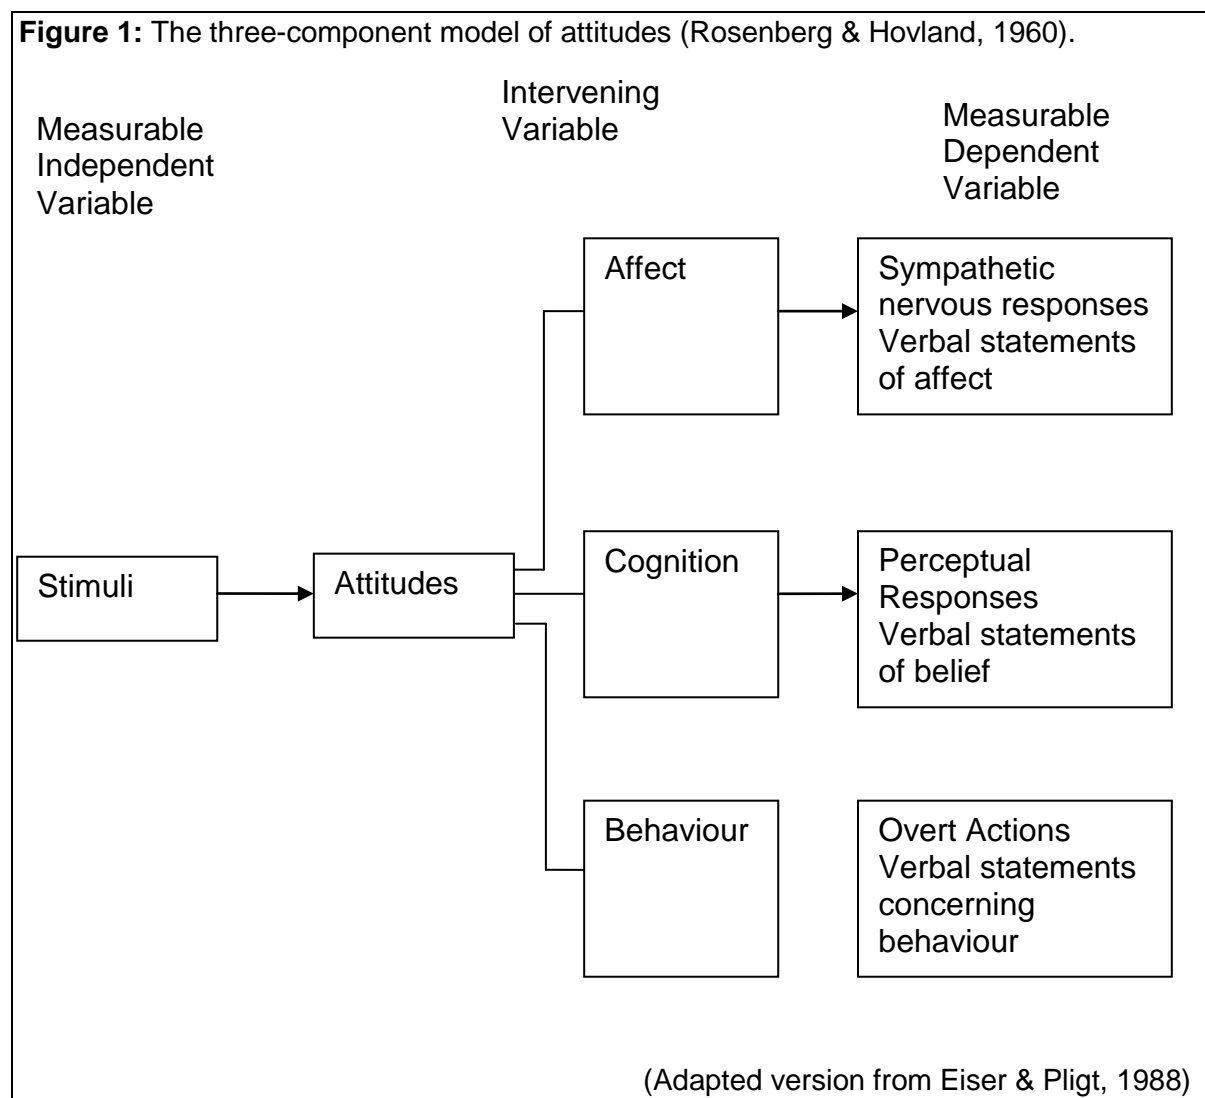 Figure 1: The three-component model of attitudes (Rosenberg & Hovland, 1960).
Measurable
Independent
Variable
Intervening
Variable
Measurable
Dependent
Variable
Stimuli
Attitudes
Affect
Sympathetic
nervous responses
Verbal statements
of affect
Cognition
Perceptual
Responses
Verbal statements
of belief
Behaviour
Overt Actions
Verbal statements
concerning
behaviour
(Adapted version from Eiser & Pligt, 1988)